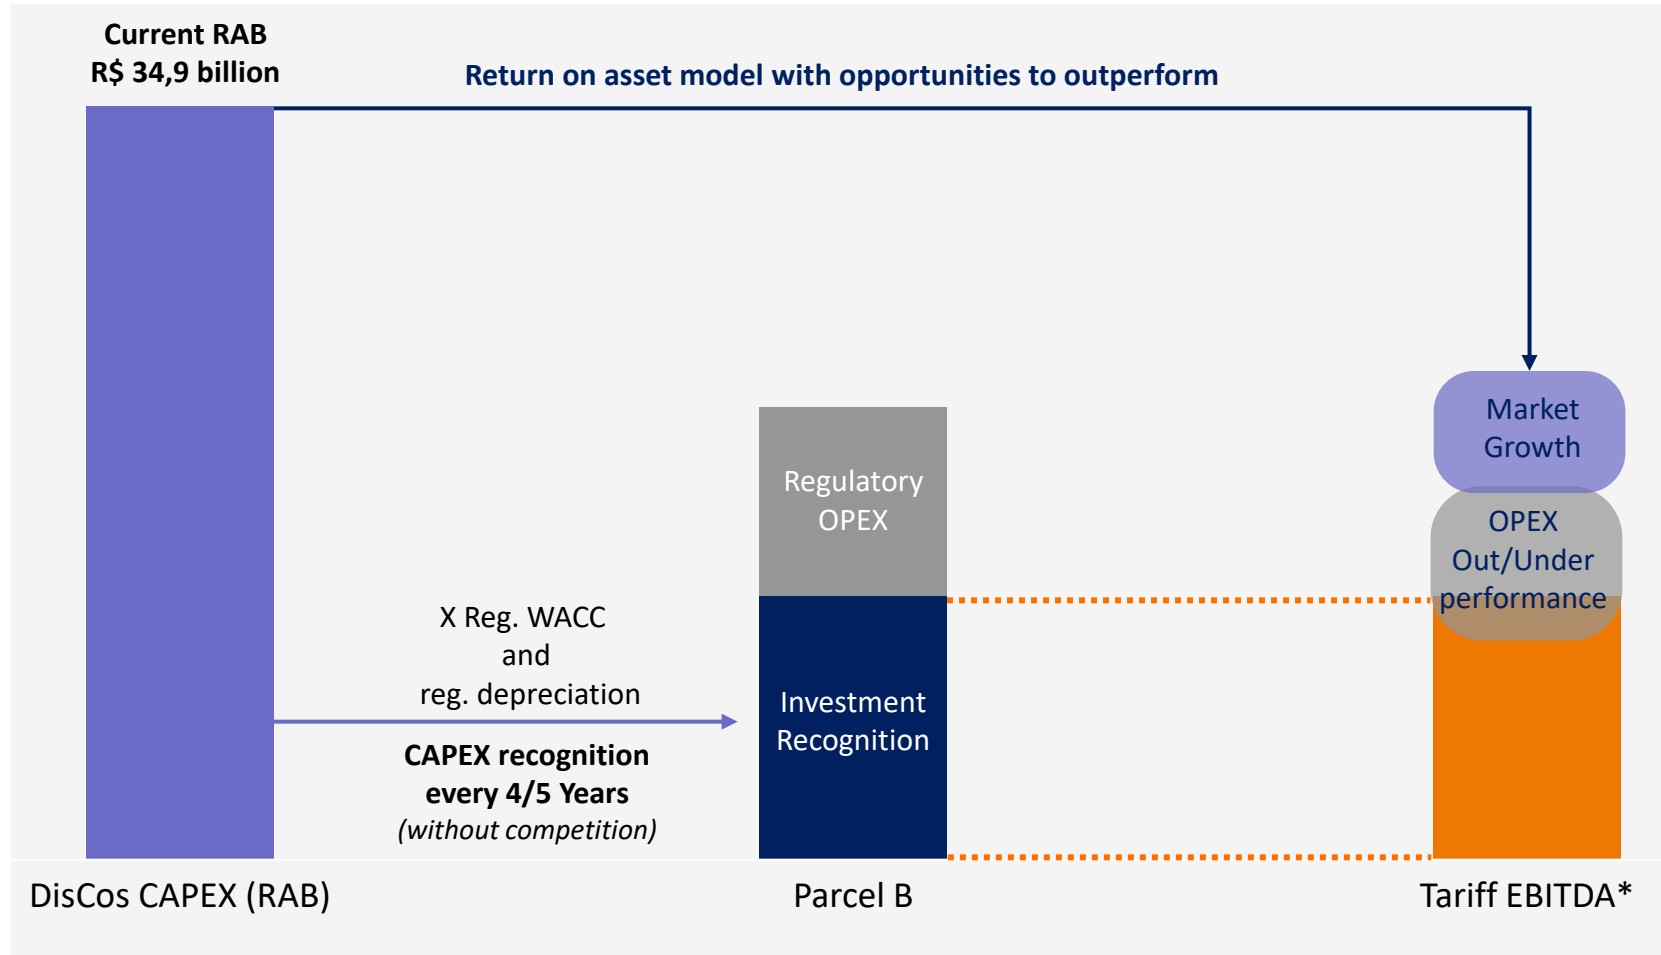 Current RAB
R$ 34,9 billion
Return on asset model with opportunities to outperform
Market
Growth
Regulatory
OPEX
OPEX
Out/Under
performance
X Reg. WACC
and
reg. depreciation
Investment
Recognition
CAPEX recognition
every 4/5 Years
(without competition)
DisCos CAPEX (RAB)
Parcel B
Tariff EBITDA*